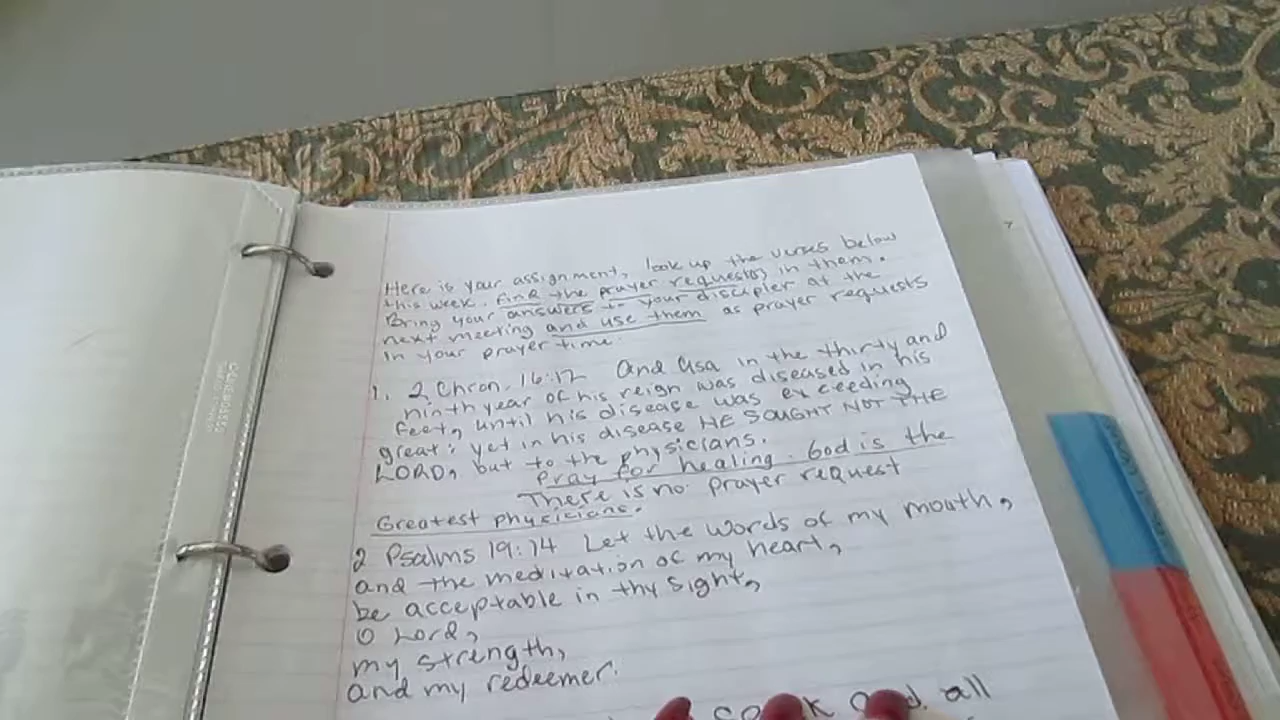 Here is your assignment, look up the verses below
this week. find the prayer requests in them.
Bring your answers to your discipler at the
next meeting and use them as prayer requests
in your prayer time.
1. 2 Chron. 16:12 And Asa in the thirty and
ninth year of his reign was diseased in his
feet, until his disease was exceeding
great: yet in his disease HE SOUGHT NOT THE
LORD, but to the physicians.
pray for healing. God is the
There is no prayer request
Greatest physicians.
2 Psalms 19:14 Let the words of my mouth,
and the meditation of my heart,
be acceptable in thy sight,
O Lord,
my strength,
and my redeemer.
all